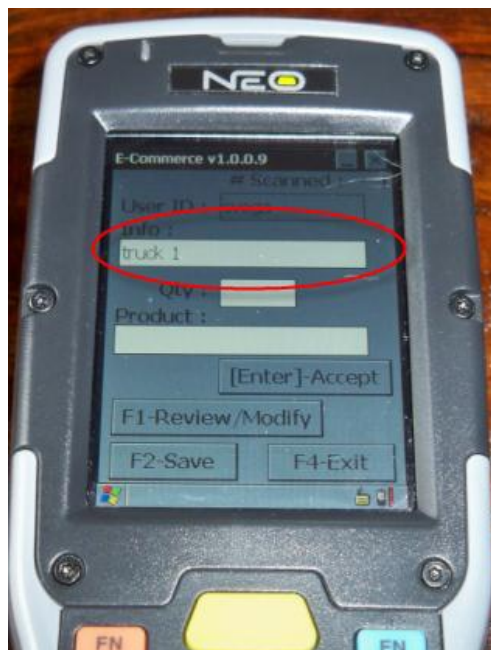 NEO
E-Commerce v1.0.0.9
# Scanned :
User ID :
Info :
truck 1
Qty :
Product :
[Enter]-Accept
F1-Review/Modify
F2-Save F4-Exit
FN FN